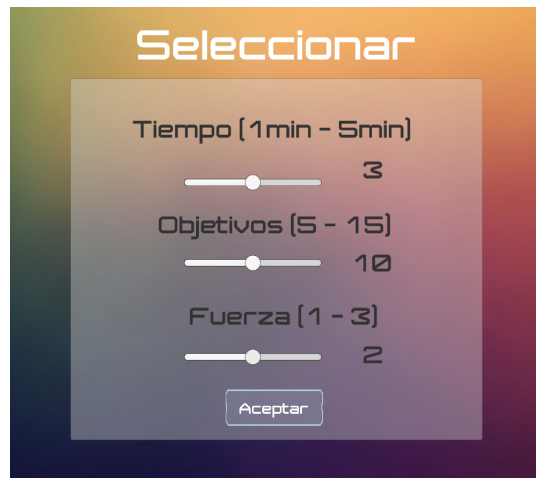 Seleccionar
Tiempo (1min - 5min)
3
Objetivos (5 - 15)
10
Fuerza (1 - 3)
2
Aceptar